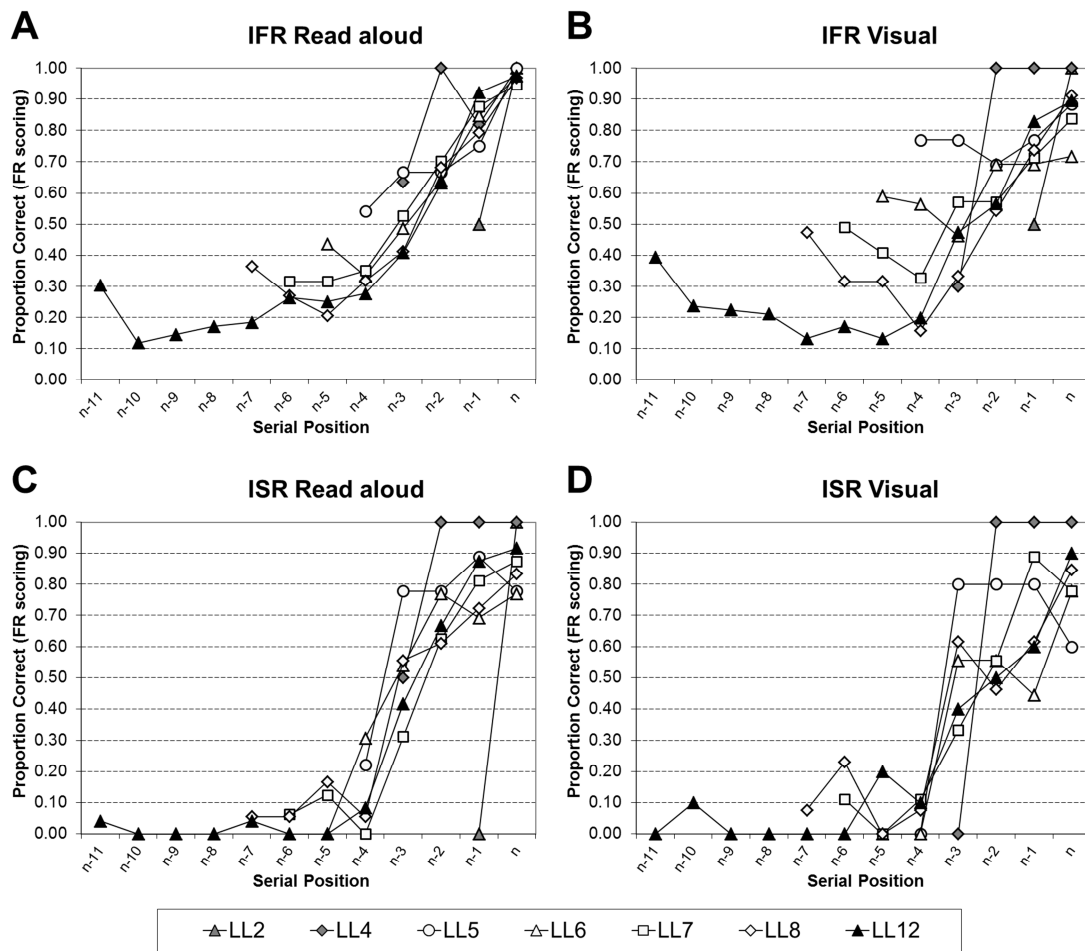 A
IFR Read aloud
Proportion Correct (FR scoring)
1.00
0.90
0.80
0.70
0.60
0.50
0.40
0.30
0.20
0.10
0.00
n-11
n-10
n-9
n-8
n-7
n-6
n-5
n-4
n-3
n-2
n-1
n
Serial Position
B
IFR Visual
Proportion Correct (FR scoring)
1.00
0.90
0.80
0.70
0.60
0.50
0.40
0.30
0.20
0.10
0.00
n-11
n-10
n-9
n-8
n-7
n-6
n-5
n-4
n-3
n-2
n-1
n
Serial Position
C
ISR Read aloud
Proportion Correct (FR scoring)
1.00
0.90
0.80
0.70
0.60
0.50
0.40
0.30
0.20
0.10
0.00
n-11
n-10
n-9
n-8
n-7
n-6
n-5
n-4
n-3
n-2
n-1
n
Serial Position
D
ISR Visual
Proportion Correct (FR scoring)
1.00
0.90
0.80
0.70
0.60
0.50
0.40
0.30
0.20
0.10
0.00
n-11
n-10
n-9
n-8
n-7
n-6
n-5
n-4
n-3
n-2
n-1
n
Serial Position
LL2 LL4 LL5 LL6 LL7 LL8 LL12